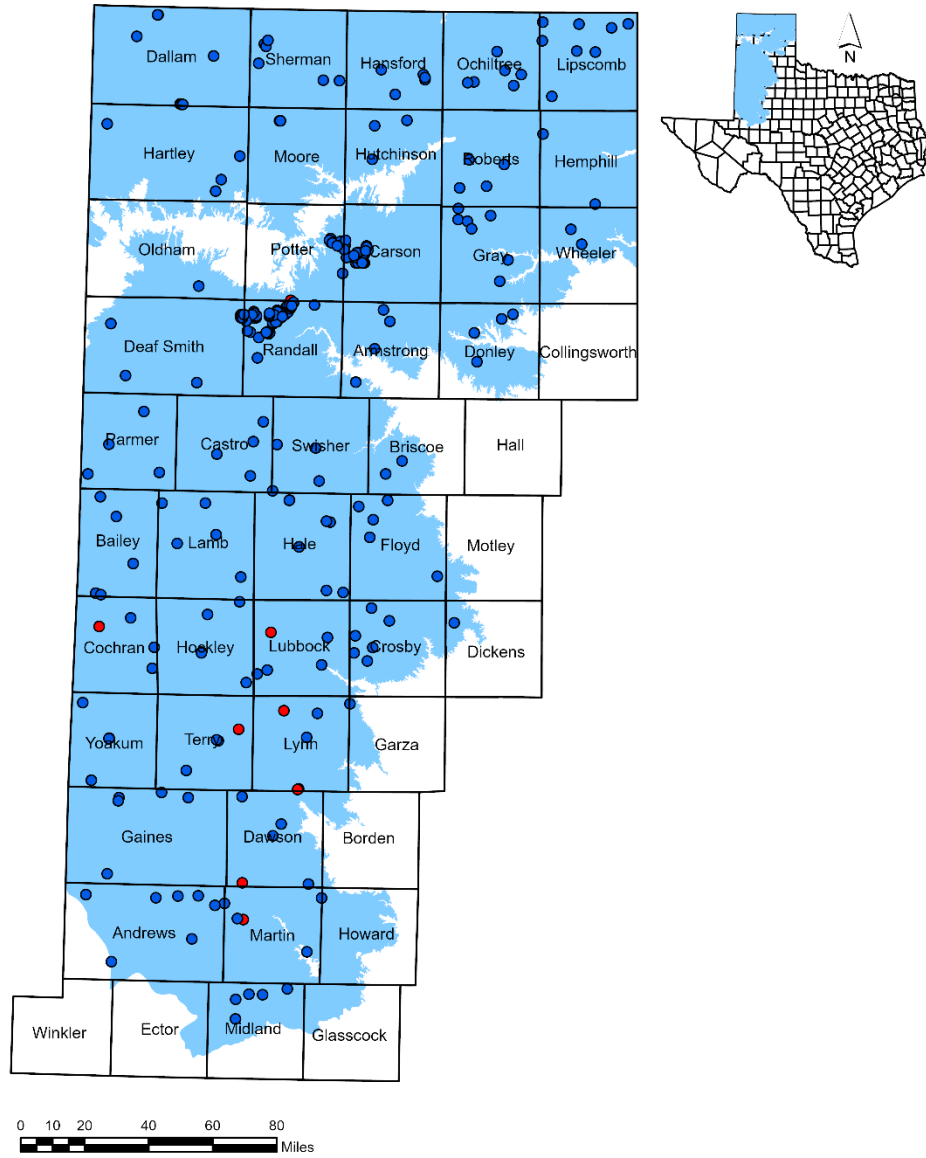 Dallam
Sherman
Hansford
Ochiltree
Lipscomb
N
Hartley
Moore
Hutchinson
Roberts
Hemphill
Oldham
Potter
Carson
Gray
Wheeler
Deaf Smith
Randall
Armstrong
Donley
Collingsworth
Parmer
Castro
Swisher
Briscoe
Hall
Bailey
Lamb
Hale
Floyd
Motley
Cochran
Hockley
Lubbock
Crosby
Dickens
Yoakum
Terry
Lynn
Garza
Gaines
Dawson
Borden
Andrews
Martin
Howard
Winkler
Ector
Midland
Glasscock
0 10 20 40 60 80
Miles